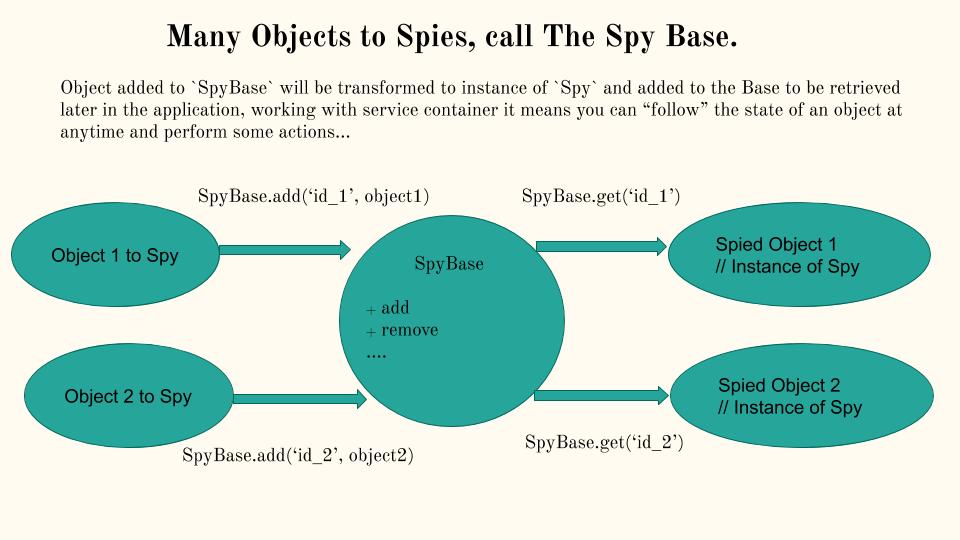 Many Objects to Spies, call The Spy Base.
Object added to `SpyBase` will be transformed to instance of `Spy` and added to the Base to be retrieved
later in the application, working with service container it means you can “follow” the state of an object at
anytime and perform some actions...
SpyBase.add(‘id_1’, object1)
SpyBase.get(‘id_1’)
Object 1 to Spy
SpyBase
+ add
+ remove
....
Spied Object 1
// Instance of Spy
Object 2 to Spy
Spied Object 2
// Instance of Spy
SpyBase.add(‘id_2’, object2)
SpyBase.get(‘id_2’)